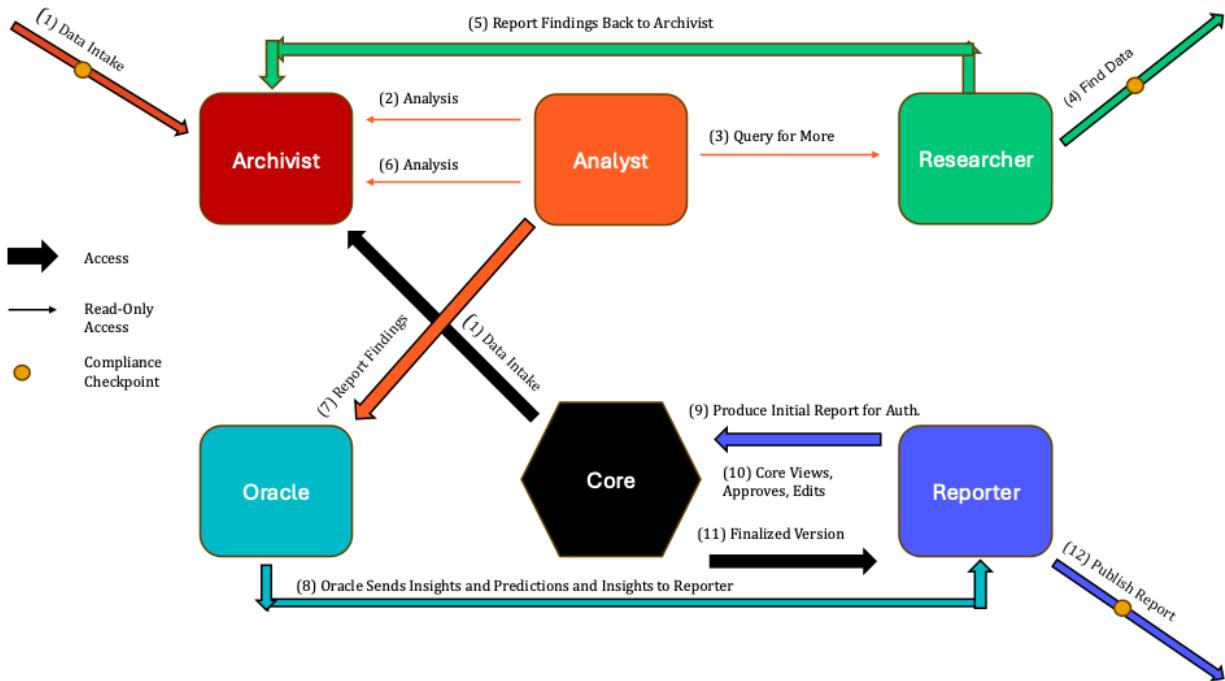 (1) Data Intake
(5) Report Findings Back to Archivist
(4) Find Data
(2) Analysis
(3) Query for More
Archivist
Analyst
Researcher
(6) Analysis
Access
Read-Only
Access
Compliance
Checkpoint
(7) Report Findings
(1) Data Intake
(9) Produce Initial Report for Auth.
(10) Core Views,
Approves, Edits
Oracle
Core
Reporter
(11) Finalized Version
(8) Oracle Sends Insights and Predictions and Insights to Reporter
(12) Publish Report